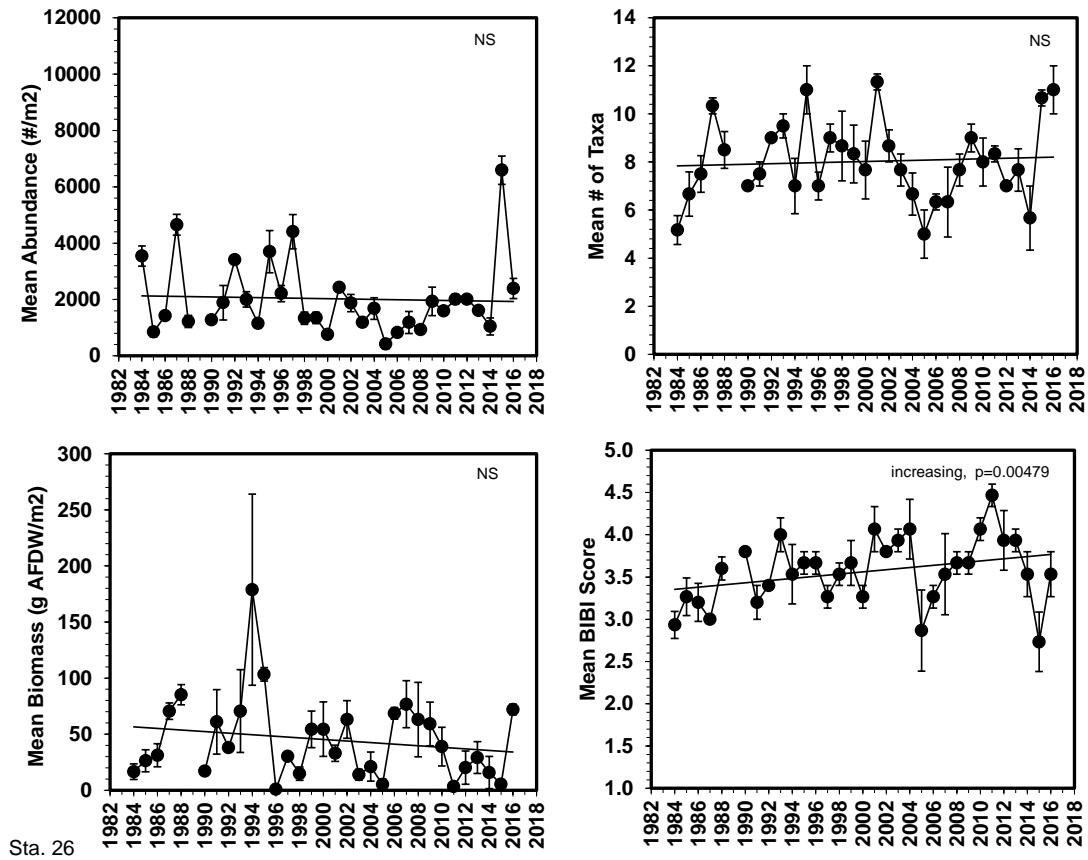 12000
10000
8000
6000
4000
2000
0
Mean Abundance (#/m2)
NS
1982 1984 1986 1988 1990 1992 1994 1996 1998 2000 2002 2004 2006 2008 2010 2012 2014 2016 2018
14
12
10
8
6
4
2
0
Mean # of Taxa
NS
1982 1984 1986 1988 1990 1992 1994 1996 1998 2000 2002 2004 2006 2008 2010 2012 2014 2016 2018
300
250
200
150
100
50
0
Mean Biomass (g AFDW/m2)
NS
1982 1984 1986 1988 1990 1992 1994 1996 1998 2000 2002 2004 2006 2008 2010 2012 2014 2016 2018
5.0
4.5
4.0
3.5
3.0
2.5
2.0
1.5
1.0
Mean BIBI Score
increasing, p=0.00479
1982 1984 1986 1988 1990 1992 1994 1996 1998 2000 2002 2004 2006 2008 2010 2012 2014 2016 2018
Sta. 26